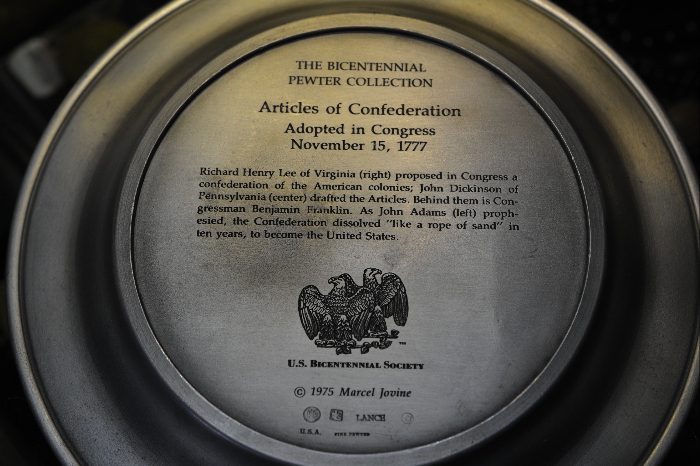 THE BICENTENNIAL
PEWTER COLLECTION
Articles of Confederation
Adopted in Congress
November 15, 1777
Richard Henry Lee of Virginia (right) proposed in Congress a
confederation of the American colonies; John Dickinson of
Pennsylvania (center) drafted the Articles. Behind them is Con-
gressman Benjamin Franklin. As John Adams (left) proph-
esied, the Confederation dissolved "like a rope of sand" in
ten years, to become the United States.
TM
U.S. BICENTENNIAL SOCIETY
© 1975 Marcel Jovine
LANCE
U.S.A. FINE PEWTER